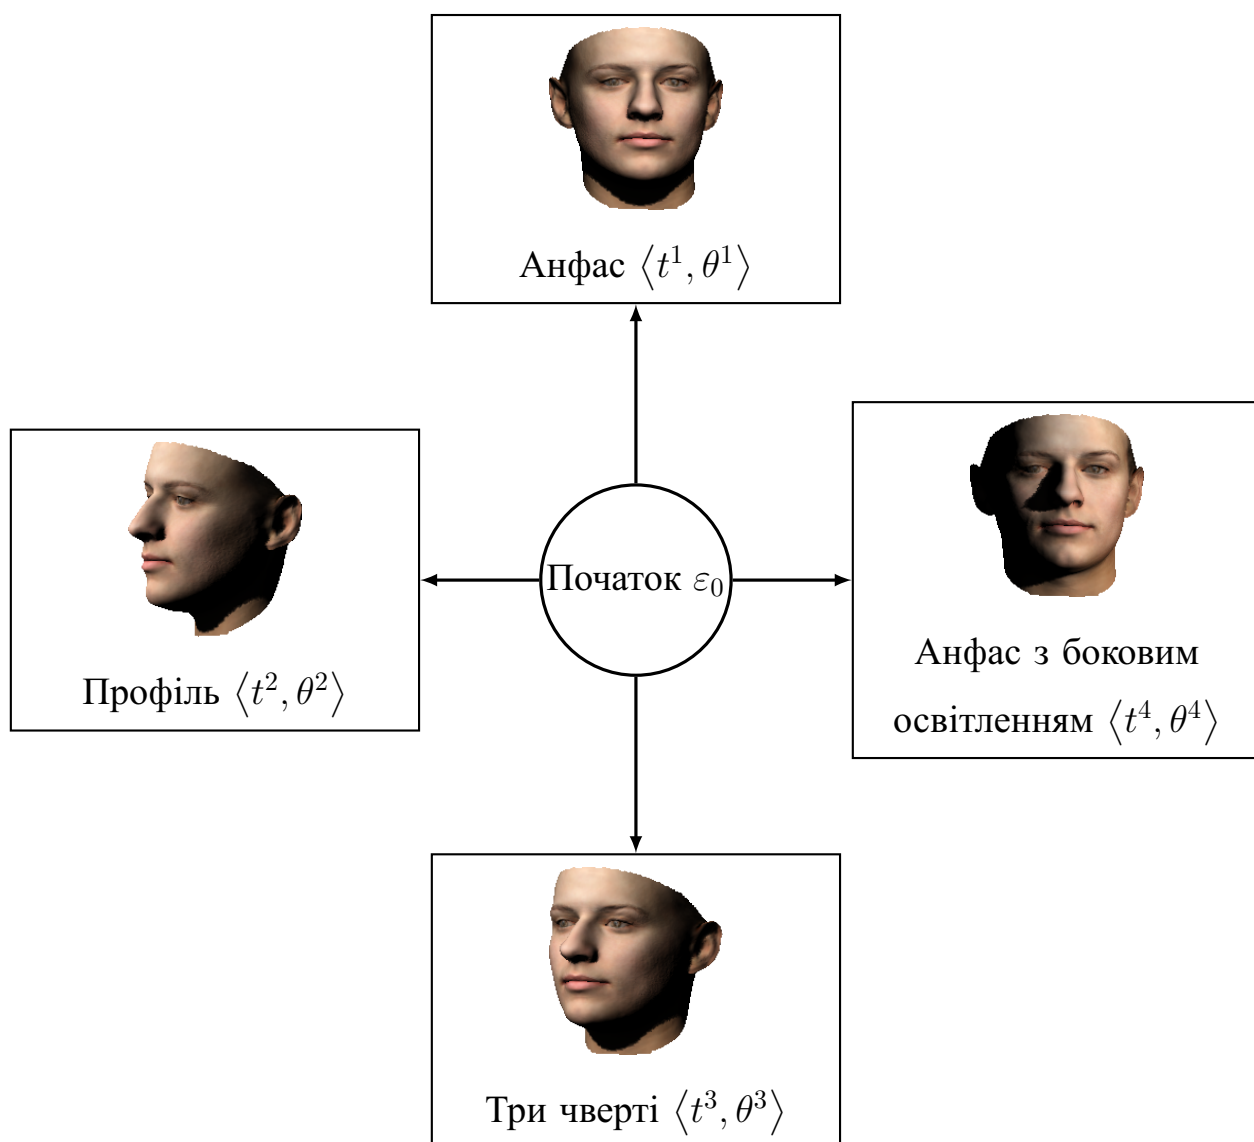 Анфас ⟨t¹, θ¹⟩
Початок ε₀
Профіль ⟨t², θ²⟩
Анфас з боковим
освітленням ⟨t⁴, θ⁴⟩
Три чверті ⟨t³, θ³⟩